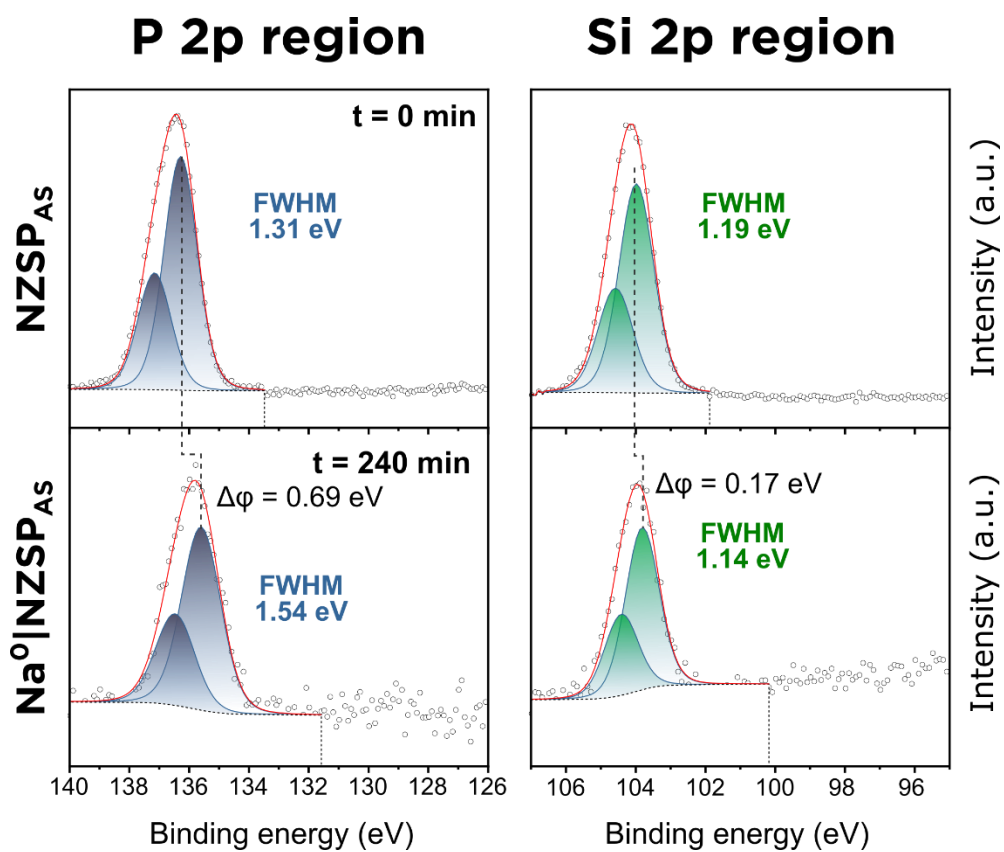 P 2p region
Si 2p region
NZSP_AS
t = 0 min
FWHM
1.31 eV
FWHM
1.19 eV
Intensity (a.u.)
Na⁰|NZSP_AS
t = 240 min
Δφ = 0.69 eV
FWHM
1.54 eV
Δφ = 0.17 eV
FWHM
1.14 eV
Intensity (a.u.)
140 138 136 134 132 130 128 126
106 104 102 100 98 96
Binding energy (eV)
Binding energy (eV)